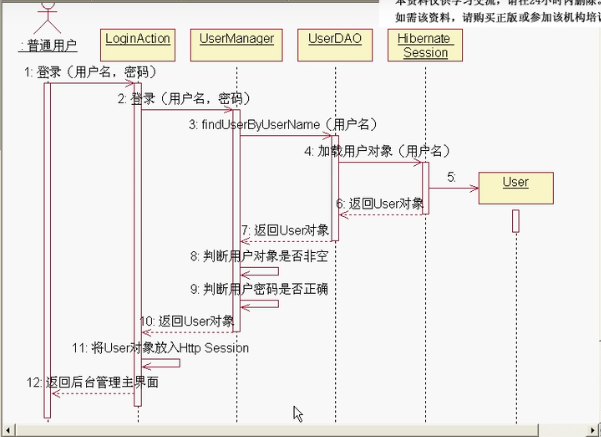 本资料仅供学习交流，请在24小时内删除。
如需该资料，请购买正版或参加该机构培
: 普通用户
LoginAction
UserManager
UserDAO
Hibernate
Session
1: 登录（用户名，密码）
2: 登录（用户名，密码）
3: findUserByUserName（用户名）
4: 加载用户对象（用户名）
5:
User
6: 返回User对象
7: 返回User对象
8: 判断用户对象是否非空
9: 判断用户密码是否正确
10: 返回User对象
11: 将User对象放入Http Session
12: 返回后台管理主界面